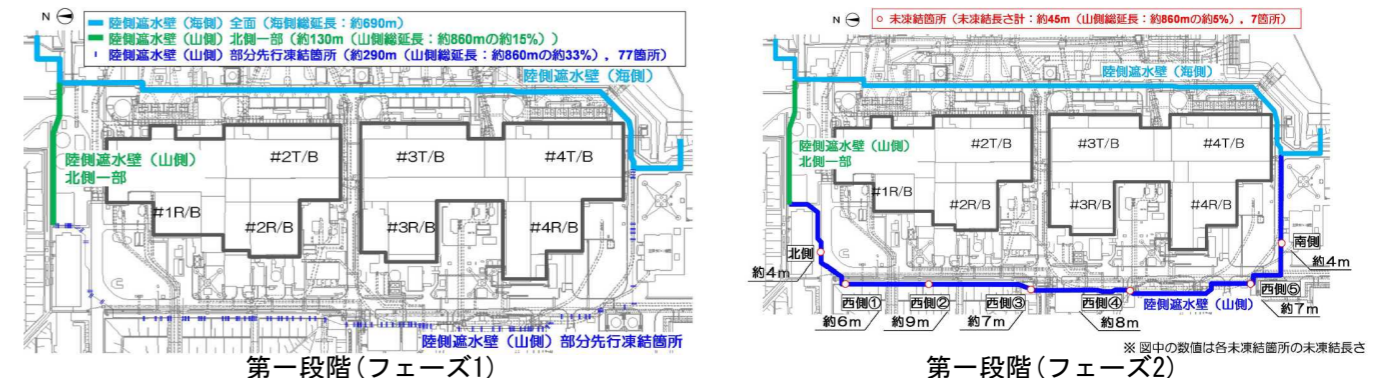 N
陸側遮水壁（海側）全面（海側総延長：約690m）
陸側遮水壁（山側）北側一部（約130m（山側総延長：約860mの約15%））
陸側遮水壁（山側）部分先行凍結箇所（約290m（山側総延長：約860mの約33%），77箇所）
陸側遮水壁（海側）
陸側遮水壁（山側）
北側一部
#1R/B
#2T/B
#2R/B
#3T/B
#3R/B
#4T/B
#4R/B
陸側遮水壁（山側）部分先行凍結箇所
第一段階(フェーズ1)
N
未凍結箇所（未凍結長さ計：約45m（山側総延長：約860mの約5%），7箇所）
陸側遮水壁（海側）
陸側遮水壁（山側）
北側一部
#1R/B
#2T/B
#2R/B
#3T/B
#3R/B
#4T/B
#4R/B
北側
約4m
南側
約4m
西側①
約6m
西側②
約9m
西側③
約7m
西側④
約8m
西側⑤
約7m
陸側遮水壁（山側）
※ 図中の数値は各未凍結箇所の未凍結長さ
第一段階(フェーズ2)